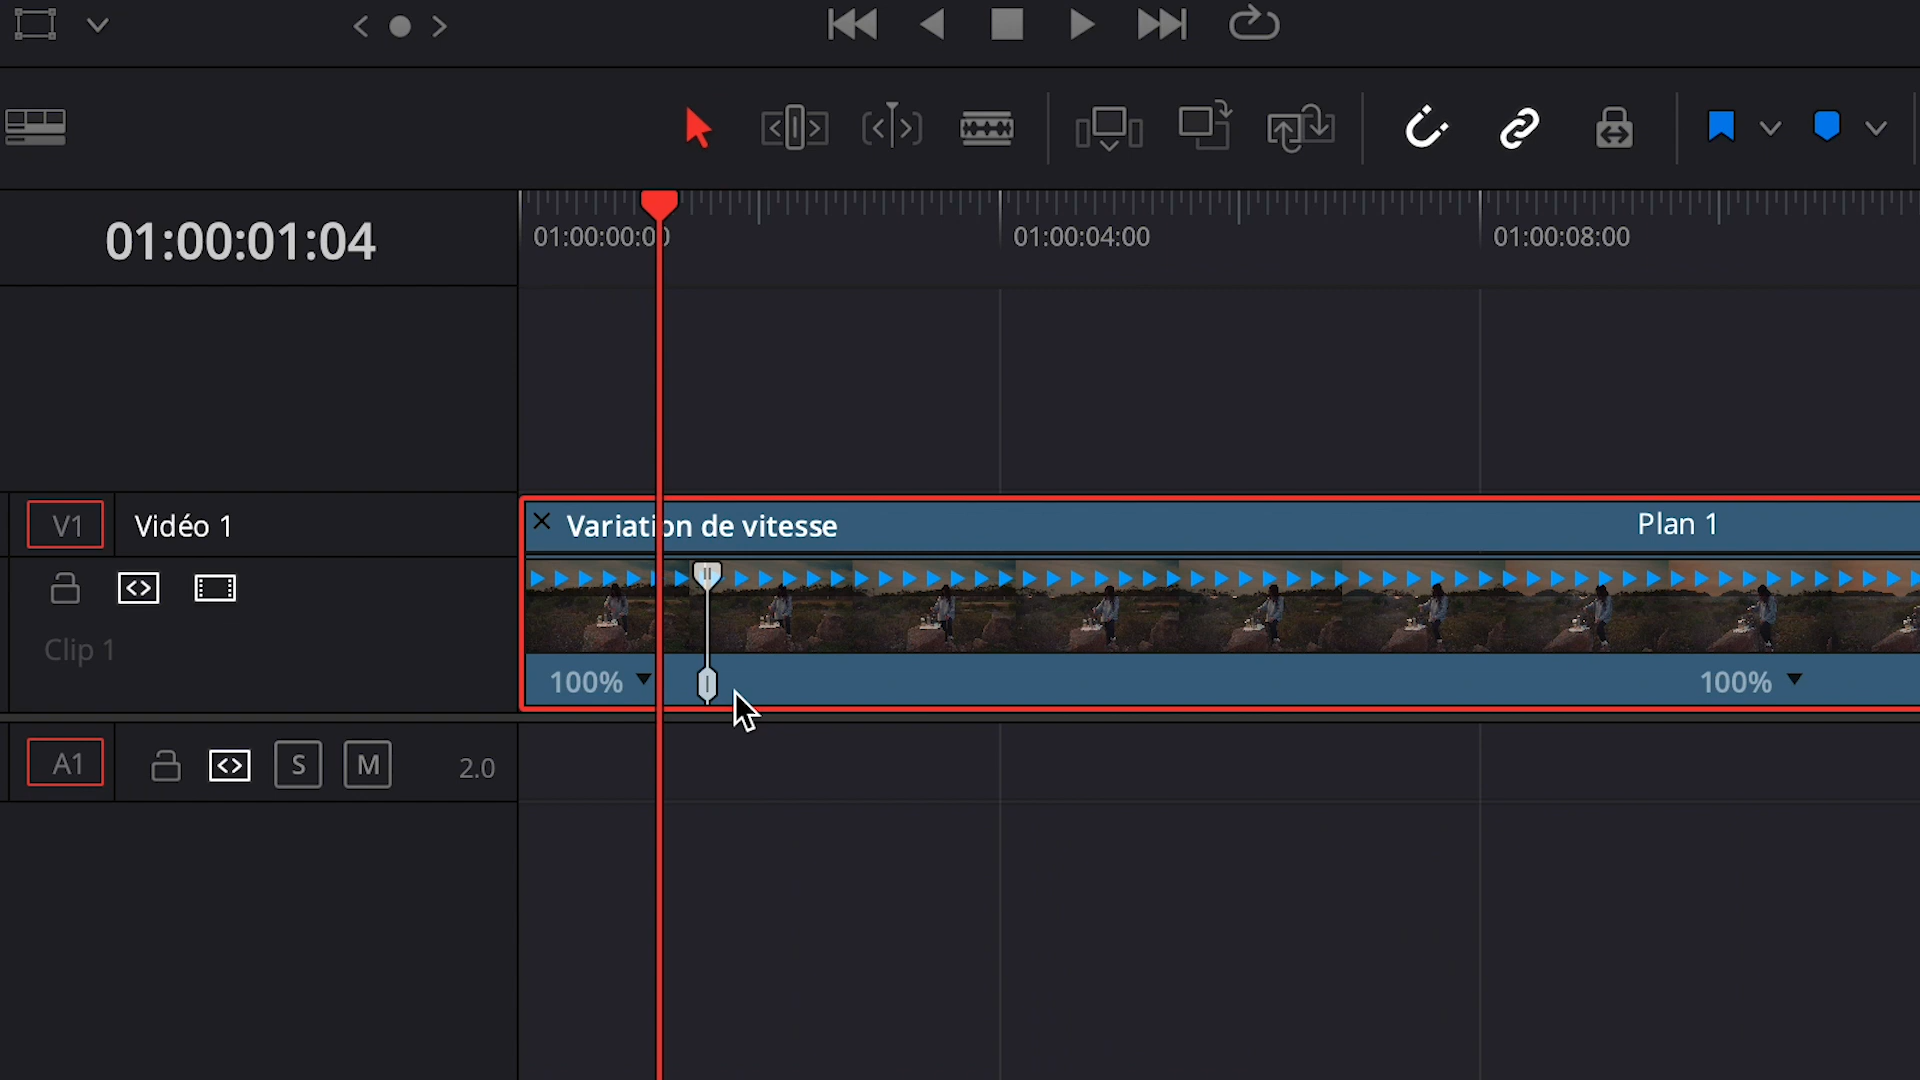 01:00:01:04
01:00:00:00
01:00:04:00
01:00:08:00
V1
Vidéo 1
Variation de vitesse
Plan 1
Clip 1
100%
100%
A1
S
M
2.0